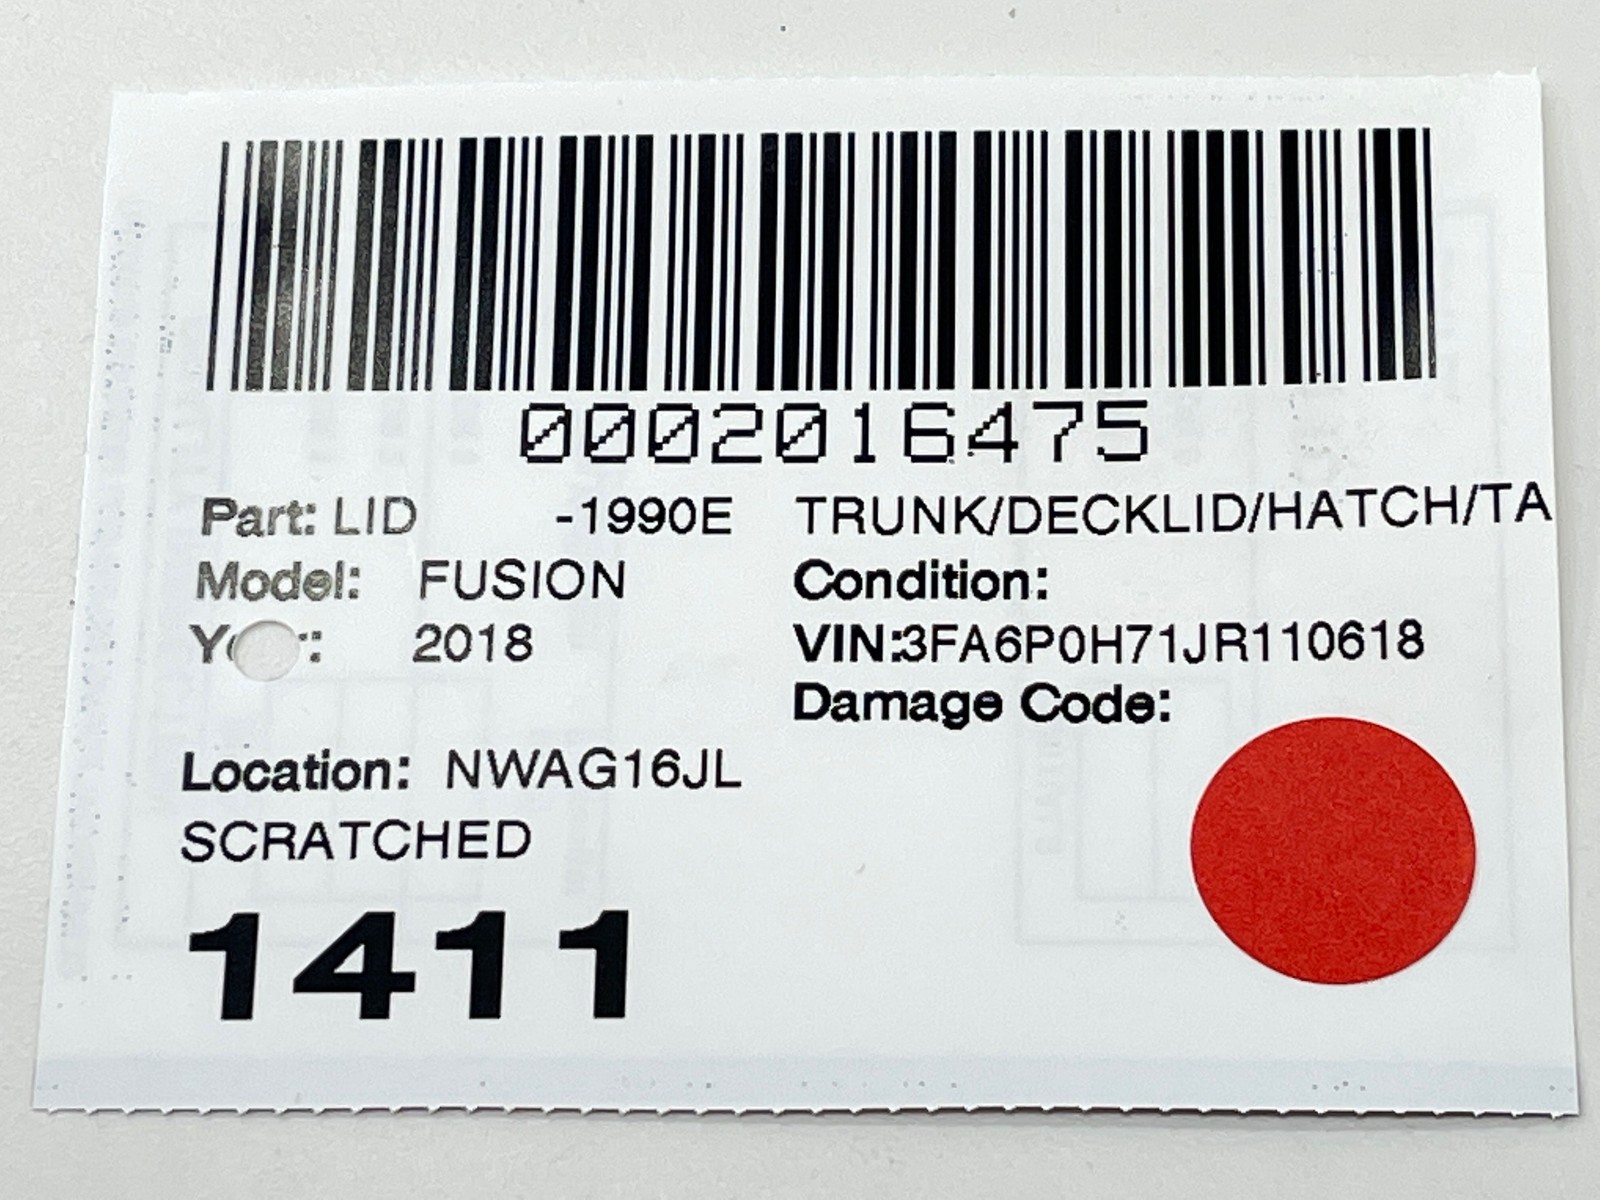 0002016475
Part: LID -1990E TRUNK/DECKLID/HATCH/TA
Model: FUSION Condition:
2018 VIN:3FA6P0H71JR110618
Damage Code:
Location: NWAG16JL
SCRATCHED
1411